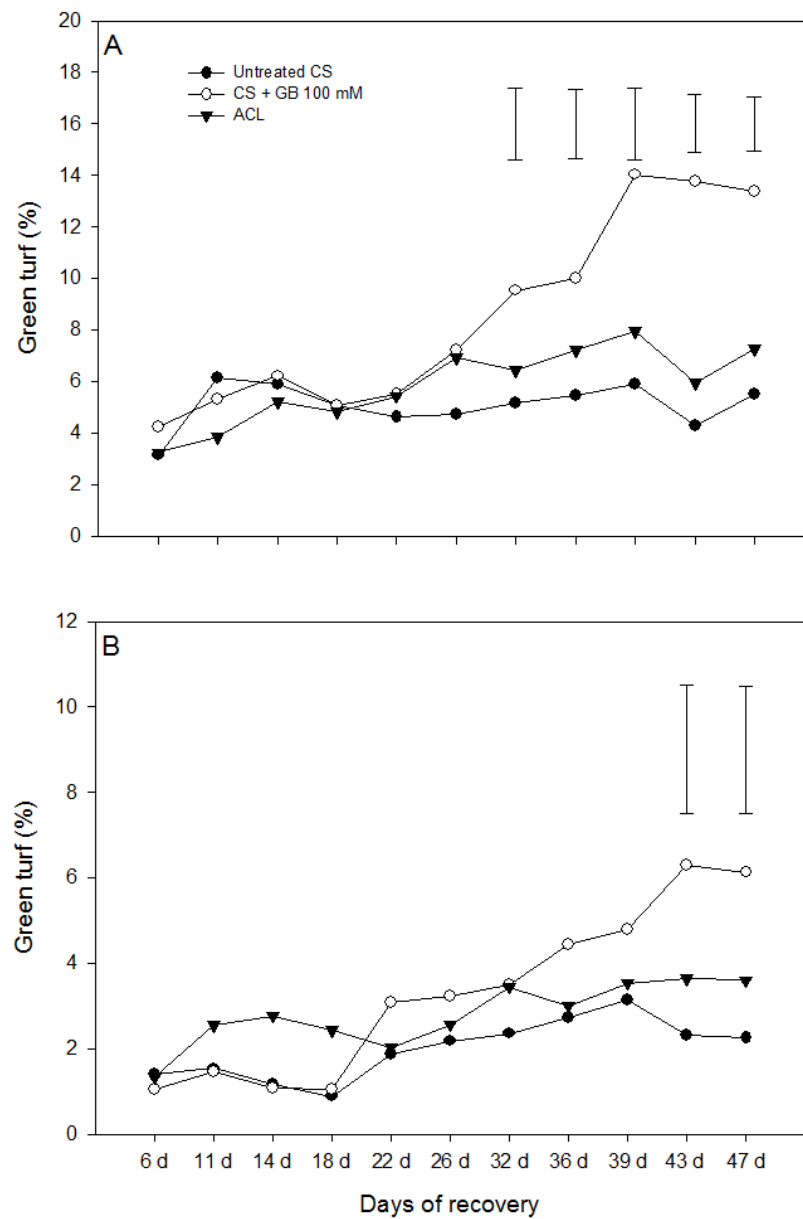 20
A
18
Untreated CS
CS + GB 100 mM
ACL
16
14
12
10
8
6
4
2
0
Green turf (%)
12
B
10
8
6
4
2
0
Green turf (%)
6 d 11 d 14 d 18 d 22 d 26 d 32 d 36 d 39 d 43 d 47 d
Days of recovery